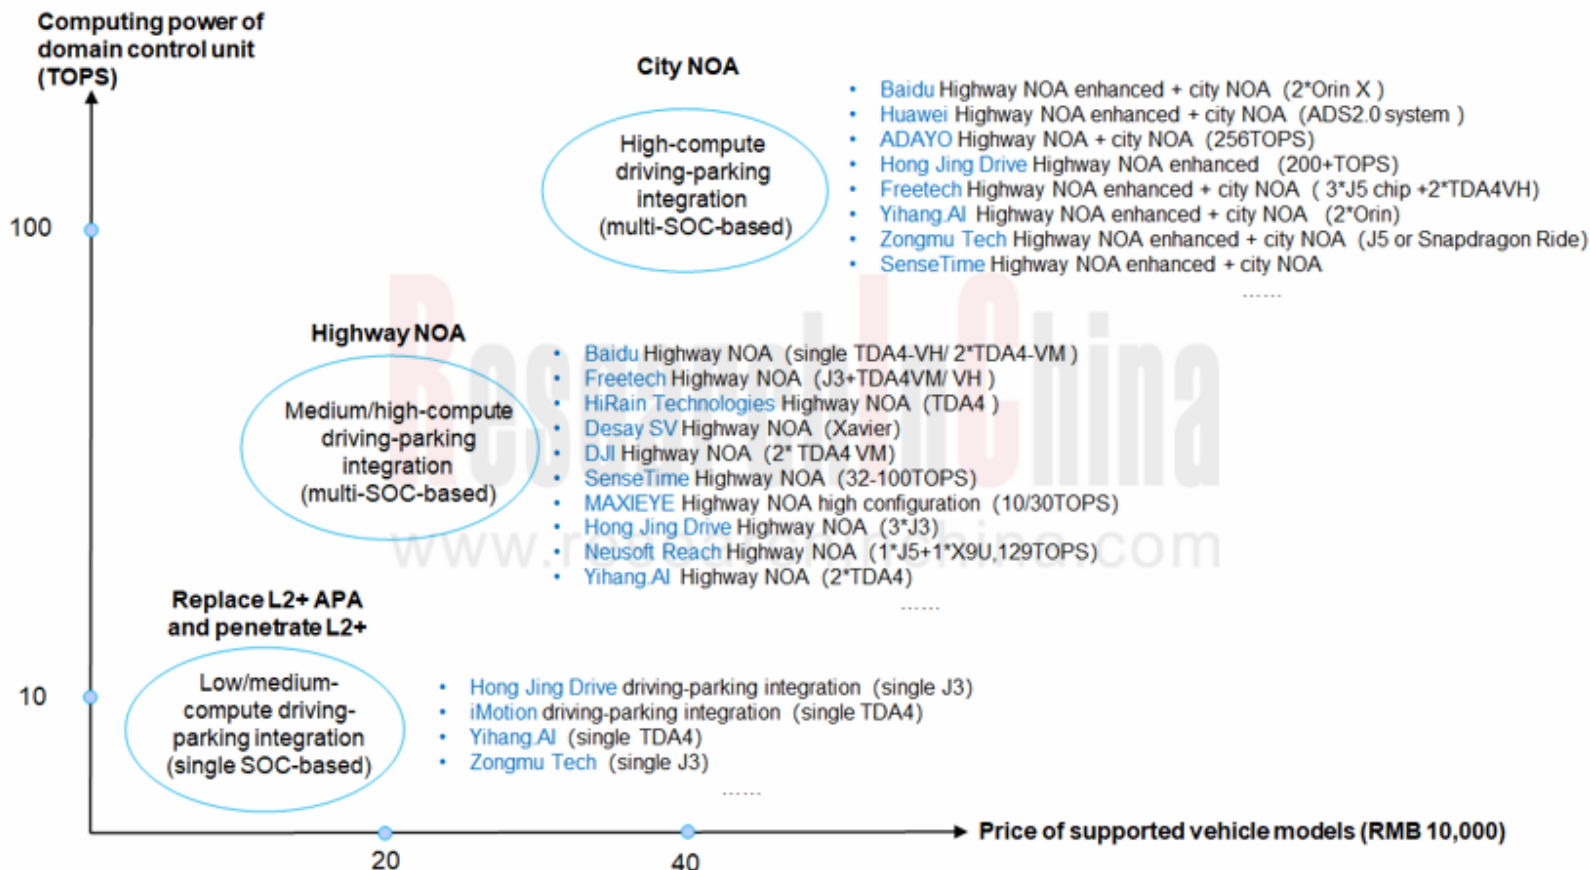 Computing power of
domain control unit
(TOPS)
City NOA
High-compute
driving-parking
integration
(multi-SOC-based)
• Baidu Highway NOA enhanced + city NOA (2*Orin X )
• Huawei Highway NOA enhanced + city NOA (ADS2.0 system )
• ADAYO Highway NOA + city NOA (256TOPS)
• Hong Jing Drive Highway NOA enhanced (200+TOPS)
• Freetech Highway NOA enhanced + city NOA ( 3*J5 chip +2*TDA4VH)
• Yihang.AI Highway NOA enhanced + city NOA (2*Orin)
• Zongmu Tech Highway NOA enhanced + city NOA (J5 or Snapdragon Ride)
• SenseTime Highway NOA enhanced + city NOA
......
100
Highway NOA
Medium/high-compute
driving-parking
integration
(multi-SOC-based)
• Baidu Highway NOA (single TDA4-VH/ 2*TDA4-VM )
• Freetech Highway NOA (J3+TDA4VM/ VH )
• HiRain Technologies Highway NOA (TDA4 )
• Desay SV Highway NOA (Xavier)
• DJI Highway NOA (2* TDA4 VM)
• SenseTime Highway NOA (32-100TOPS)
• MAXIEYE Highway NOA high configuration (10/30TOPS)
• Hong Jing Drive Highway NOA (3*J3)
• Neusoft Reach Highway NOA (1*J5+1*X9U,129TOPS)
• Yihang.AI Highway NOA (2*TDA4)
......
ResearchInChina
www.researchinchina.com
Replace L2+ APA
and penetrate L2+
10
Low/medium-
compute driving-
parking integration
(single SOC-based)
• Hong Jing Drive driving-parking integration (single J3)
• iMotion driving-parking integration (single TDA4)
• Yihang.AI (single TDA4)
• Zongmu Tech (single J3)
......
Price of supported vehicle models (RMB 10,000)
20
40